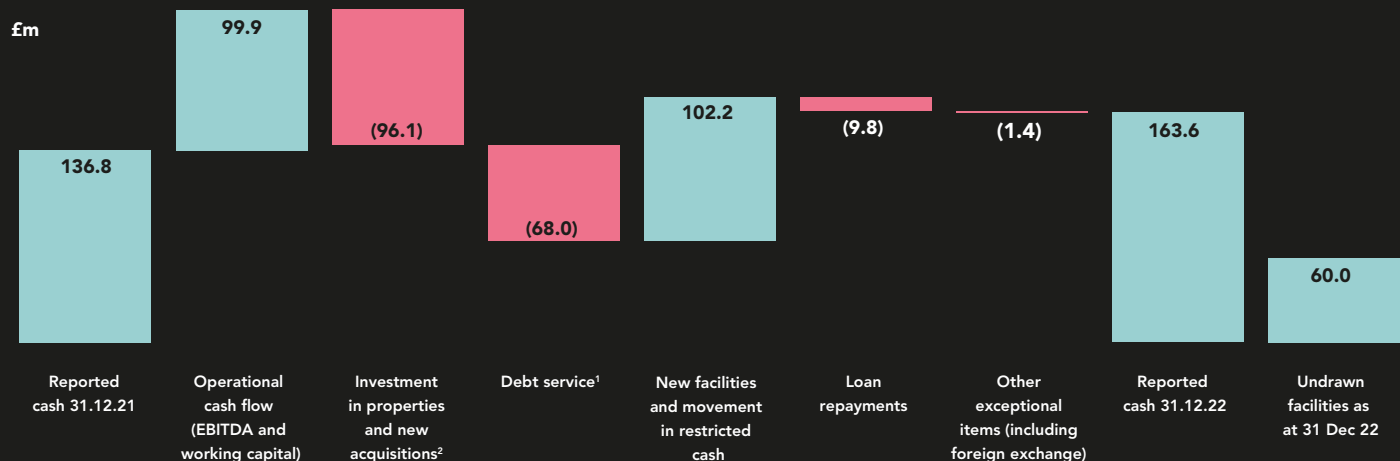 £m
99.9
(96.1)
102.2
(9.8)
(1.4)
163.6
136.8
(68.0)
60.0
Reported
cash 31.12.21
Operational
cash flow
(EBITDA and
working capital)
Investment
in properties
and new
acquisitions²
Debt service¹
New facilities
and movement
in restricted
cash
Loan
repayments
Other
exceptional
items (including
foreign exchange)
Reported
cash 31.12.22
Undrawn
facilities as
at 31 Dec 22